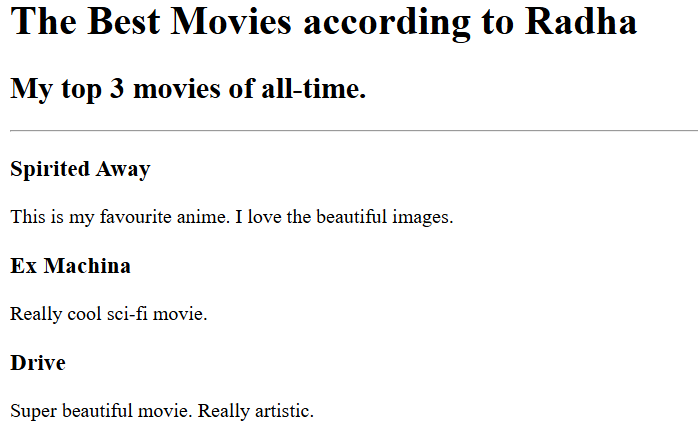 The Best Movies according to Radha
My top 3 movies of all-time.
Spirited Away
This is my favourite anime. I love the beautiful images.
Ex Machina
Really cool sci-fi movie.
Drive
Super beautiful movie. Really artistic.